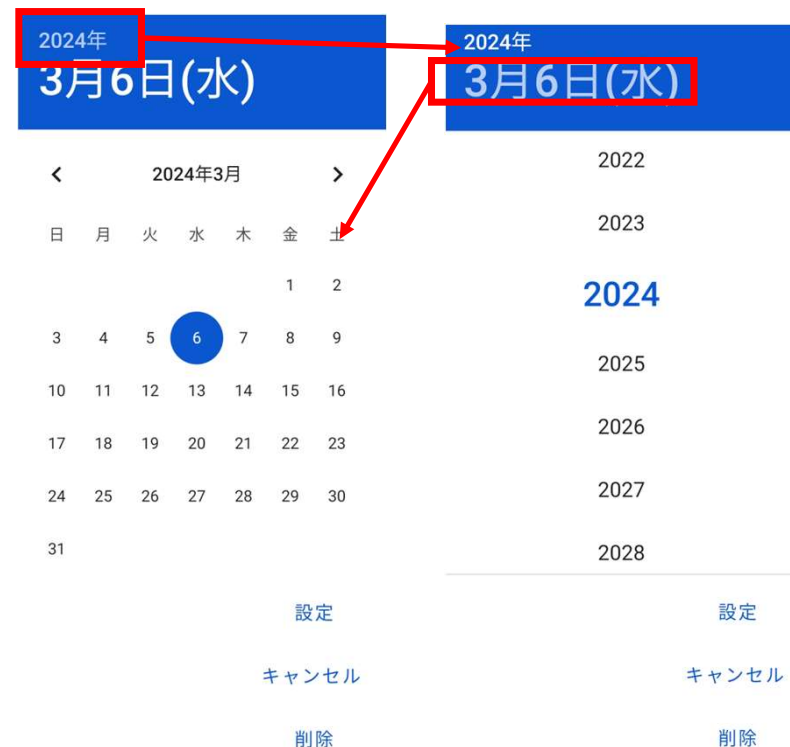 2024年
3月6日(水)
2024年3月
日 月 火 水 木 金 土
1 2
3 4 5 6 7 8 9
10 11 12 13 14 15 16
17 18 19 20 21 22 23
24 25 26 27 28 29 30
31
設定
キャンセル
削除
2024年
3月6日(水)
2022
2023
2024
2025
2026
2027
2028
設定
キャンセル
削除